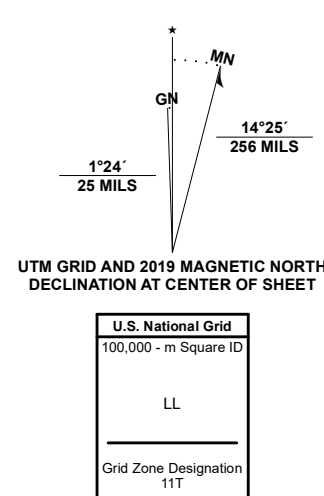 ★
MN
GN
14°25´
256 MILS
1°24´
25 MILS
UTM GRID AND 2019 MAGNETIC NORTH
DECLINATION AT CENTER OF SHEET
U.S. National Grid
100,000 - m Square ID
LL
Grid Zone Designation
11T